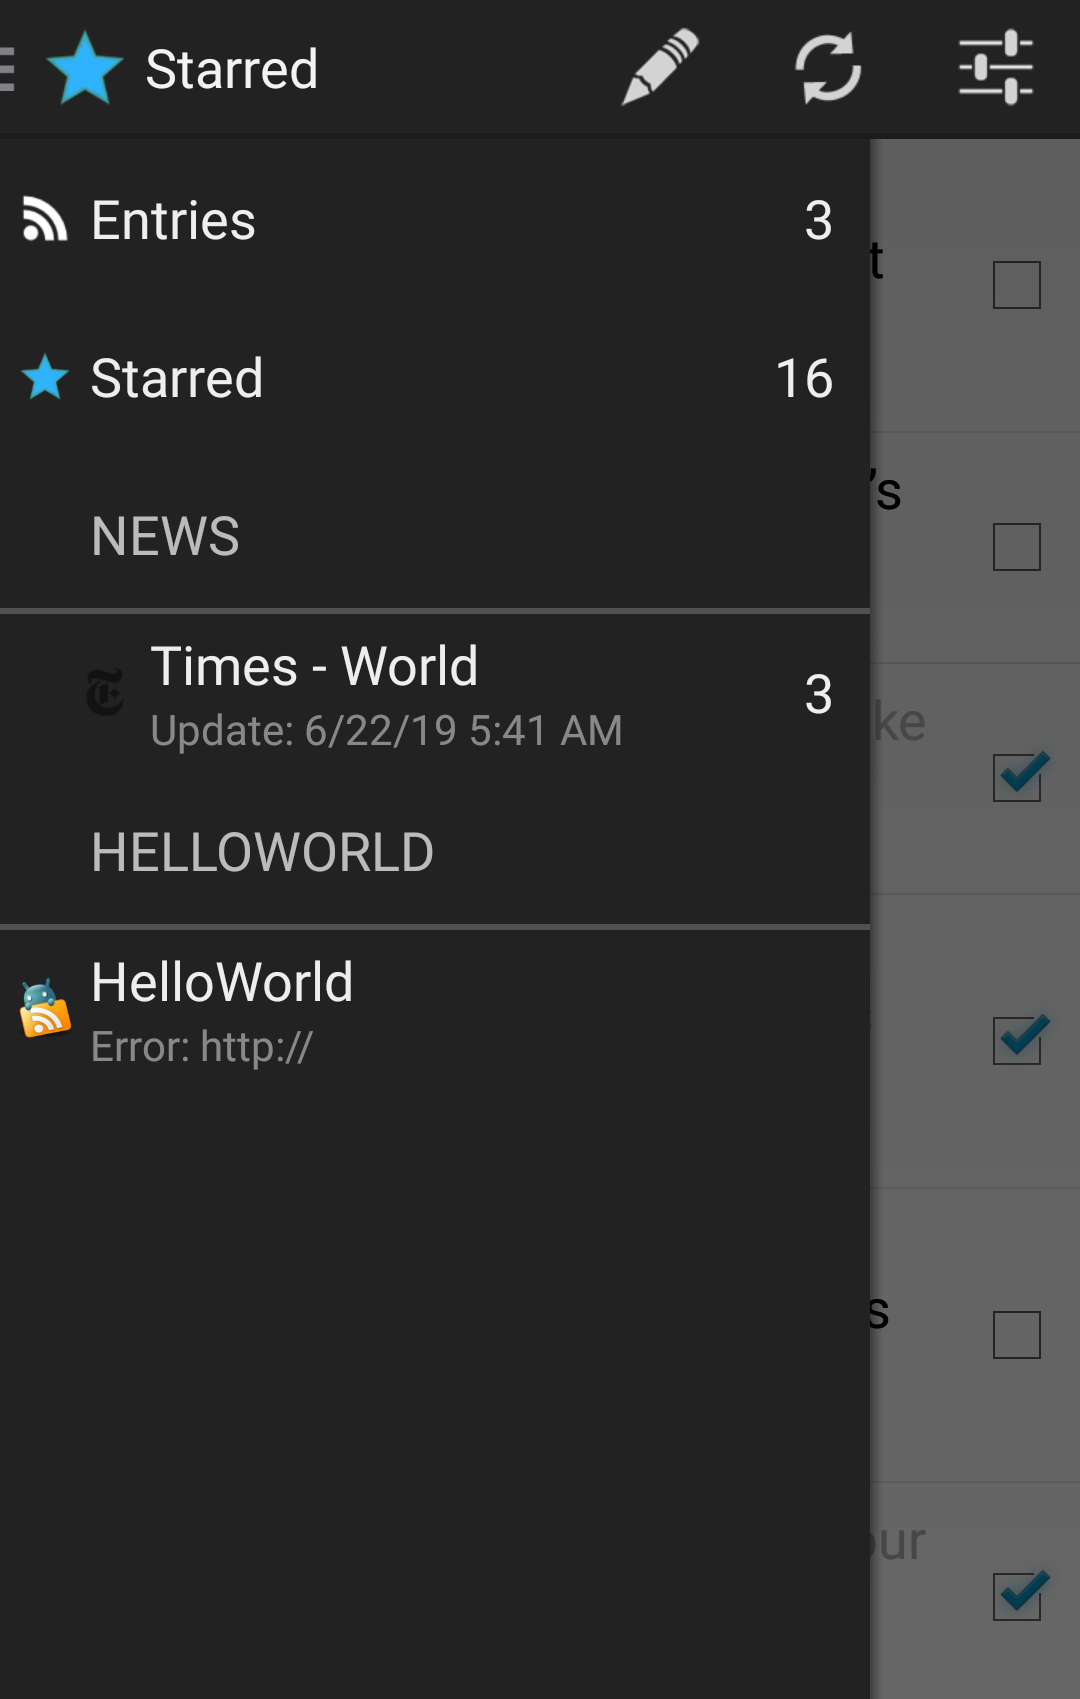 Starred
Entries 3
t
Starred 16
's
NEWS
Times - World 3
Update: 6/22/19 5:41 AM
ke
HELLOWORLD
HelloWorld
Error: http://
s
our